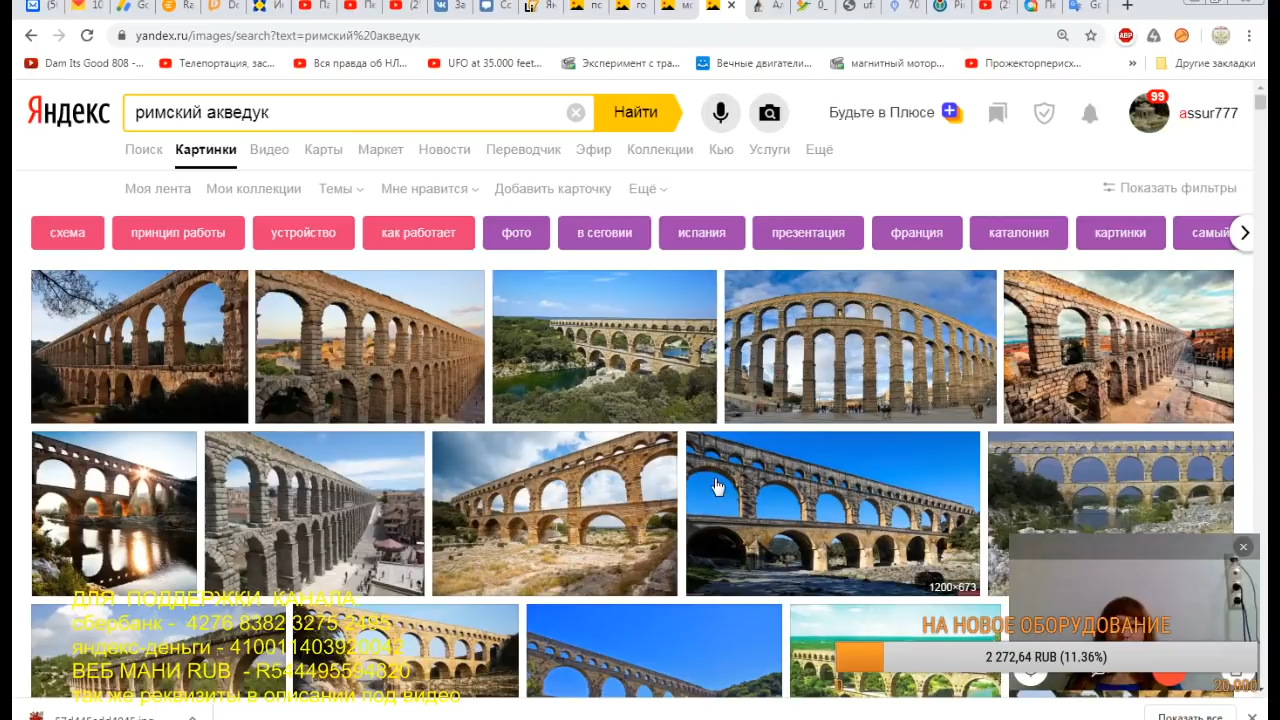 yandex.ru/images/search?text=римский%20акведук
Dam Its Good 808 -...
Телепортация, зас...
Вся правда об НЛ...
UFO at 35.000 feet...
Эксперимент с тра...
Вечные двигатели...
магнитный мотор...
Прожекторперисх...
»
Другие закладки
Яндекс
римский акведук
Найти
Будьте в Плюсе
99
assur777
Поиск
Картинки
Видео
Карты
Маркет
Новости
Переводчик
Эфир
Коллекции
Кью
Услуги
Ещё
Моя лента
Мои коллекции
Темы
Мне нравится
Добавить карточку
Ещё
Показать фильтры
схема
принцип работы
устройство
как работает
фото
в сеговии
испания
презентация
франция
каталония
картинки
самый
1200×673
ДЛЯ ПОДДЕРЖКИ КАНАЛА
сбербанк - 4276 8382 3275 2495
яндекс-деньги - 410011403920042
ВЕБ МАНИ RUB - R544495594820
так же реквизиты в описании под видео
НА НОВОЕ ОБОРУДОВАНИЕ
2 272,64 RUB (11.36%)
0
20,000
Показать все